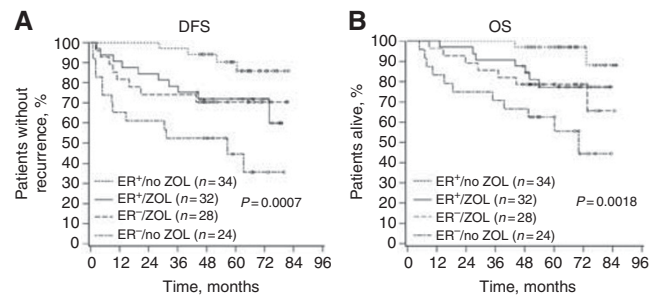 A
DFS
Patients without
recurrence, %
100
90
80
70
60
50
40
30
20
10
0
ER⁺/no ZOL (n=34)
ER⁺/ZOL (n=32)
ER⁻/ZOL (n=28)
ER⁻/no ZOL (n=24)
P=0.0007
0 12 24 36 48 60 72 84 96
Time, months
B
OS
Patients alive, %
100
90
80
70
60
50
40
30
20
10
0
ER⁺/no ZOL (n=34)
ER⁺/ZOL (n=32)
ER⁻/ZOL (n=28)
ER⁻/no ZOL (n=24)
P=0.0018
0 12 24 36 48 60 72 84 96
Time, months